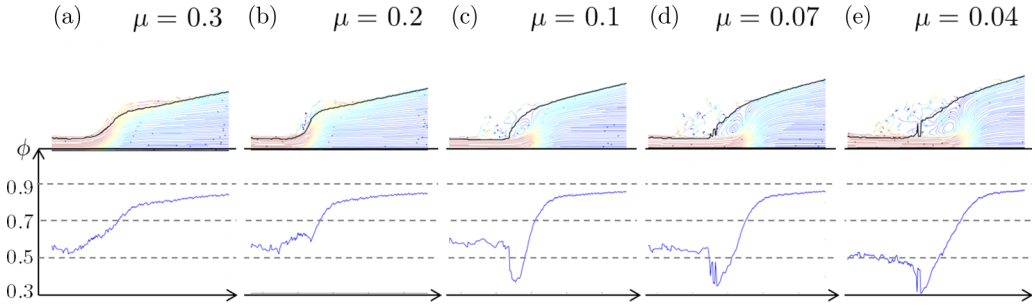 (a) μ = 0.3 (b) μ = 0.2 (c) μ = 0.1 (d) μ = 0.07 (e) μ = 0.04
ϕ
0.9
0.7
0.5
0.3